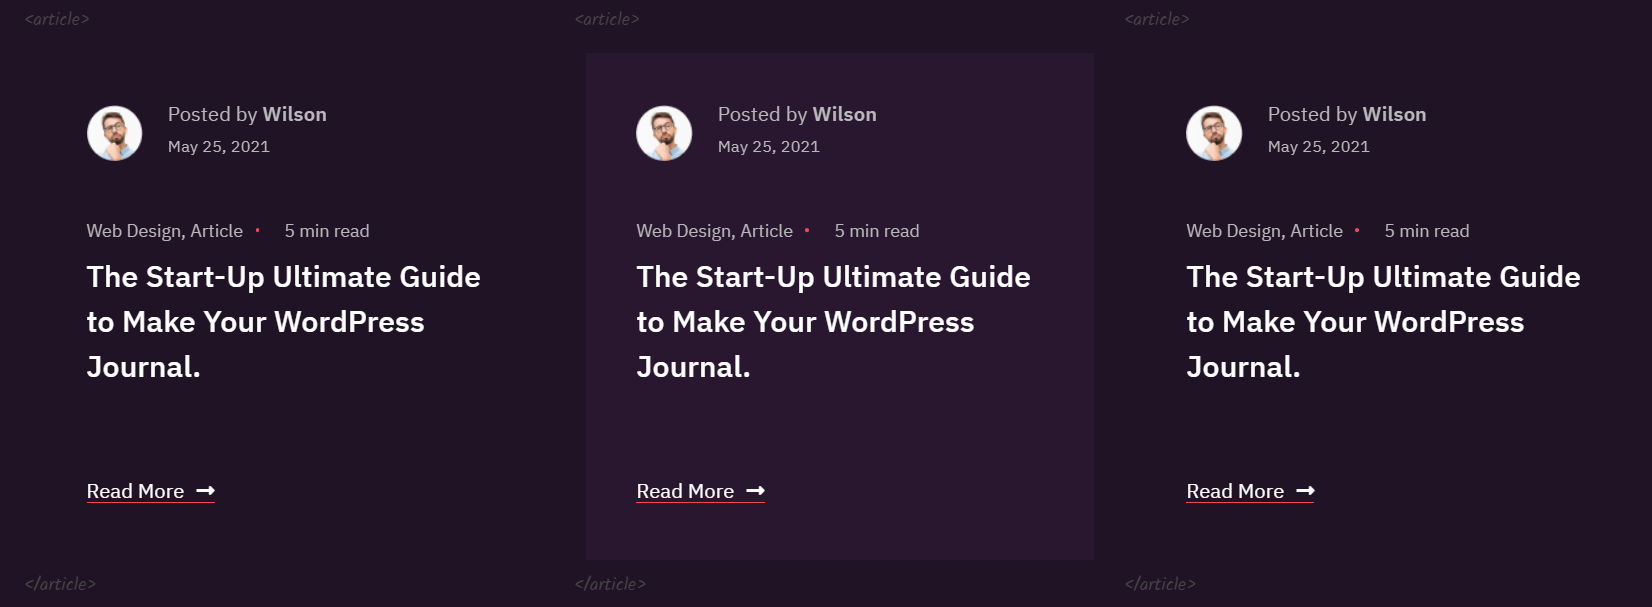 <article>
Posted by Wilson
May 25, 2021
Web Design, Article • 5 min read
The Start-Up Ultimate Guide
to Make Your WordPress
Journal.
Read More →
</article>
<article>
Posted by Wilson
May 25, 2021
Web Design, Article • 5 min read
The Start-Up Ultimate Guide
to Make Your WordPress
Journal.
Read More →
</article>
<article>
Posted by Wilson
May 25, 2021
Web Design, Article • 5 min read
The Start-Up Ultimate Guide
to Make Your WordPress
Journal.
Read More →
</article>